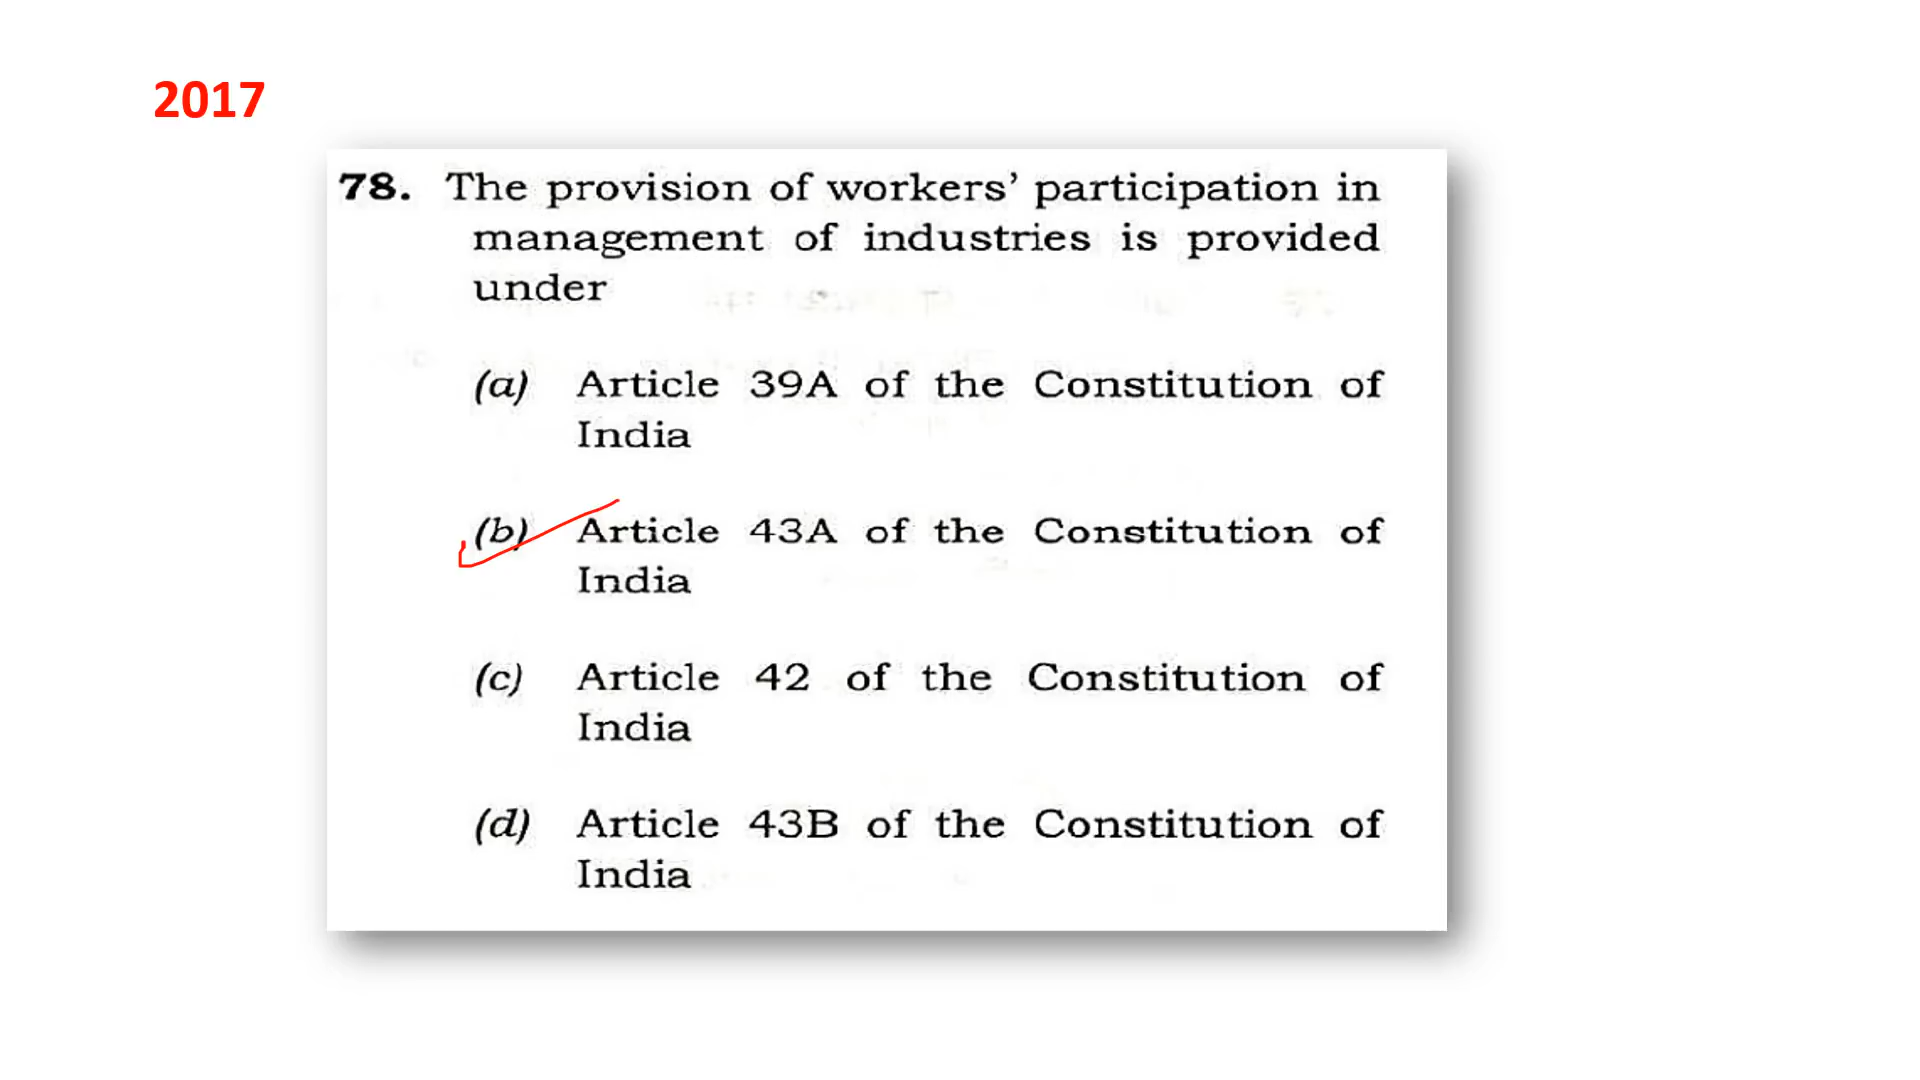 2017
78. The provision of workers’ participation in
management of industries is provided
under
(a) Article 39A of the Constitution of
India
(b) Article 43A of the Constitution of
India
(c) Article 42 of the Constitution of
India
(d) Article 43B of the Constitution of
India